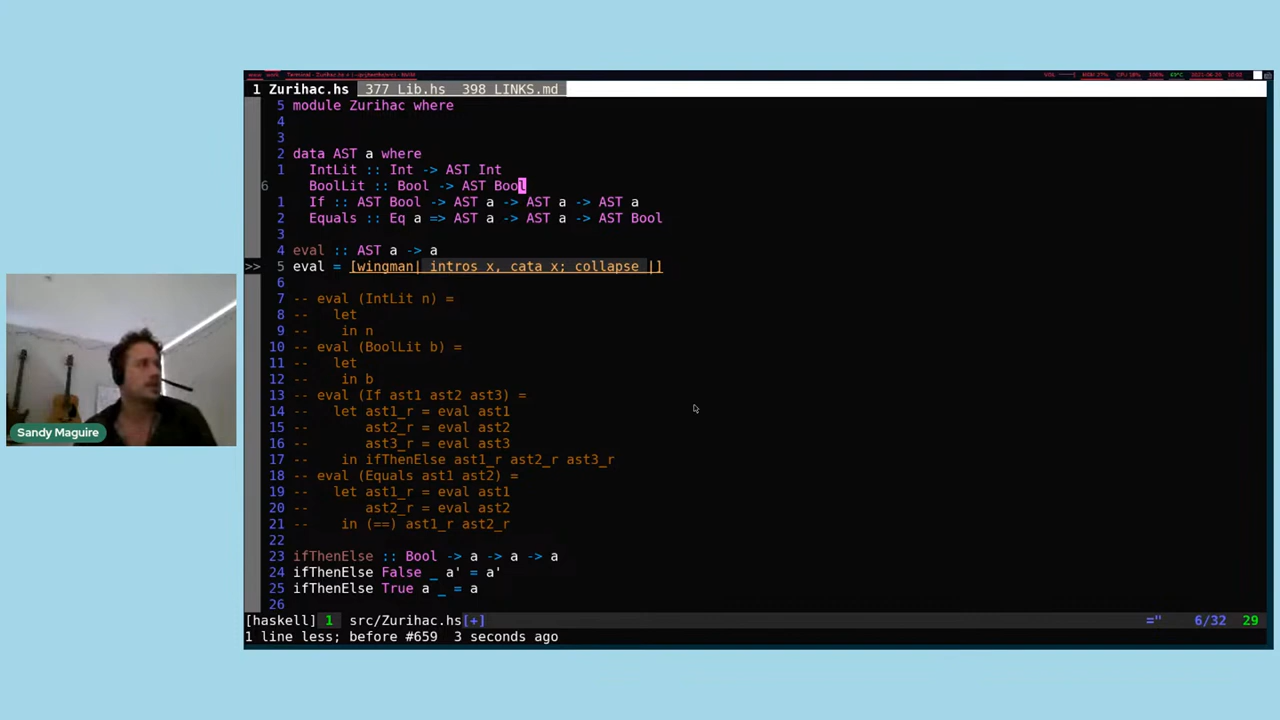 1 Zurihac.hs 377 Lib.hs 398 LINKS.md
5 module Zurihac where
4
3
2 data AST a where
1 IntLit :: Int -> AST Int
6 BoolLit :: Bool -> AST Bool
1 If :: AST Bool -> AST a -> AST a -> AST a
2 Equals :: Eq a => AST a -> AST a -> AST Bool
3
4 eval :: AST a -> a
>> 5 eval = [wingman| intros x, cata x; collapse |]
6
7 -- eval (IntLit n) =
8 -- let
9 -- in n
10 -- eval (BoolLit b) =
11 -- let
12 -- in b
13 -- eval (If ast1 ast2 ast3) =
14 -- let ast1_r = eval ast1
15 -- ast2_r = eval ast2
16 -- ast3_r = eval ast3
17 -- in ifThenElse ast1_r ast2_r ast3_r
18 -- eval (Equals ast1 ast2) =
19 -- let ast1_r = eval ast1
20 -- ast2_r = eval ast2
21 -- in (==) ast1_r ast2_r
22
23 ifThenElse :: Bool -> a -> a -> a
24 ifThenElse False _ a' = a'
25 ifThenElse True a _ = a
26
[haskell] 1 src/Zurihac.hs[+] =" 6/32 29
1 line less; before #659 3 seconds ago
Sandy Maguire